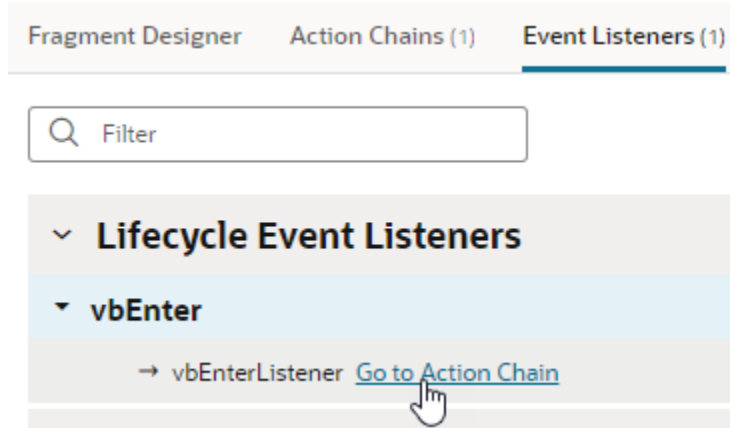 Fragment Designer Action Chains (1) Event Listeners (1)
Filter
Lifecycle Event Listeners
vbEnter
→ vbEnterListener Go to Action Chain